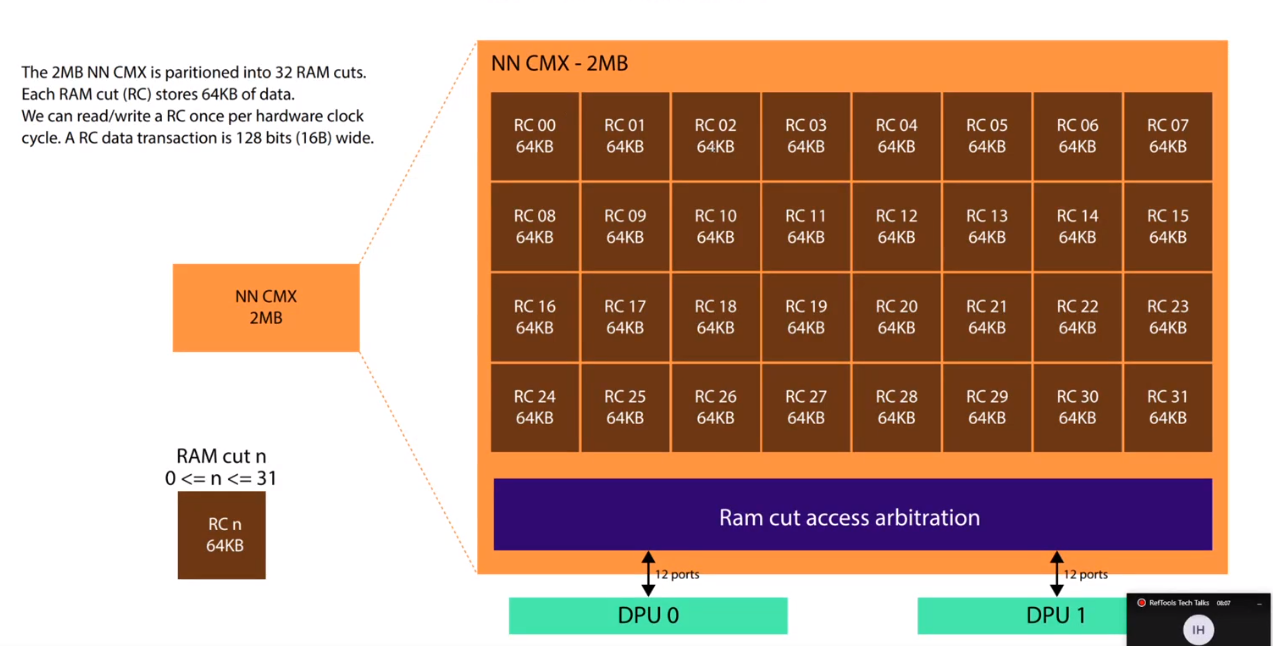 The 2MB NN CMX is paritioned into 32 RAM cuts.
Each RAM cut (RC) stores 64KB of data.
We can read/write a RC once per hardware clock
cycle. A RC data transaction is 128 bits (16B) wide.
NN CMX
2MB
RAM cut n
0 <= n <= 31
RC n
64KB
NN CMX - 2MB
RC 00 RC 01 RC 02 RC 03 RC 04 RC 05 RC 06 RC 07
64KB 64KB 64KB 64KB 64KB 64KB 64KB 64KB
RC 08 RC 09 RC 10 RC 11 RC 12 RC 13 RC 14 RC 15
64KB 64KB 64KB 64KB 64KB 64KB 64KB 64KB
RC 16 RC 17 RC 18 RC 19 RC 20 RC 21 RC 22 RC 23
64KB 64KB 64KB 64KB 64KB 64KB 64KB 64KB
RC 24 RC 25 RC 26 RC 27 RC 28 RC 29 RC 30 RC 31
64KB 64KB 64KB 64KB 64KB 64KB 64KB 64KB
Ram cut access arbitration
12 ports 12 ports
DPU 0 DPU 1
RefTools Tech Talks 08:07
IH